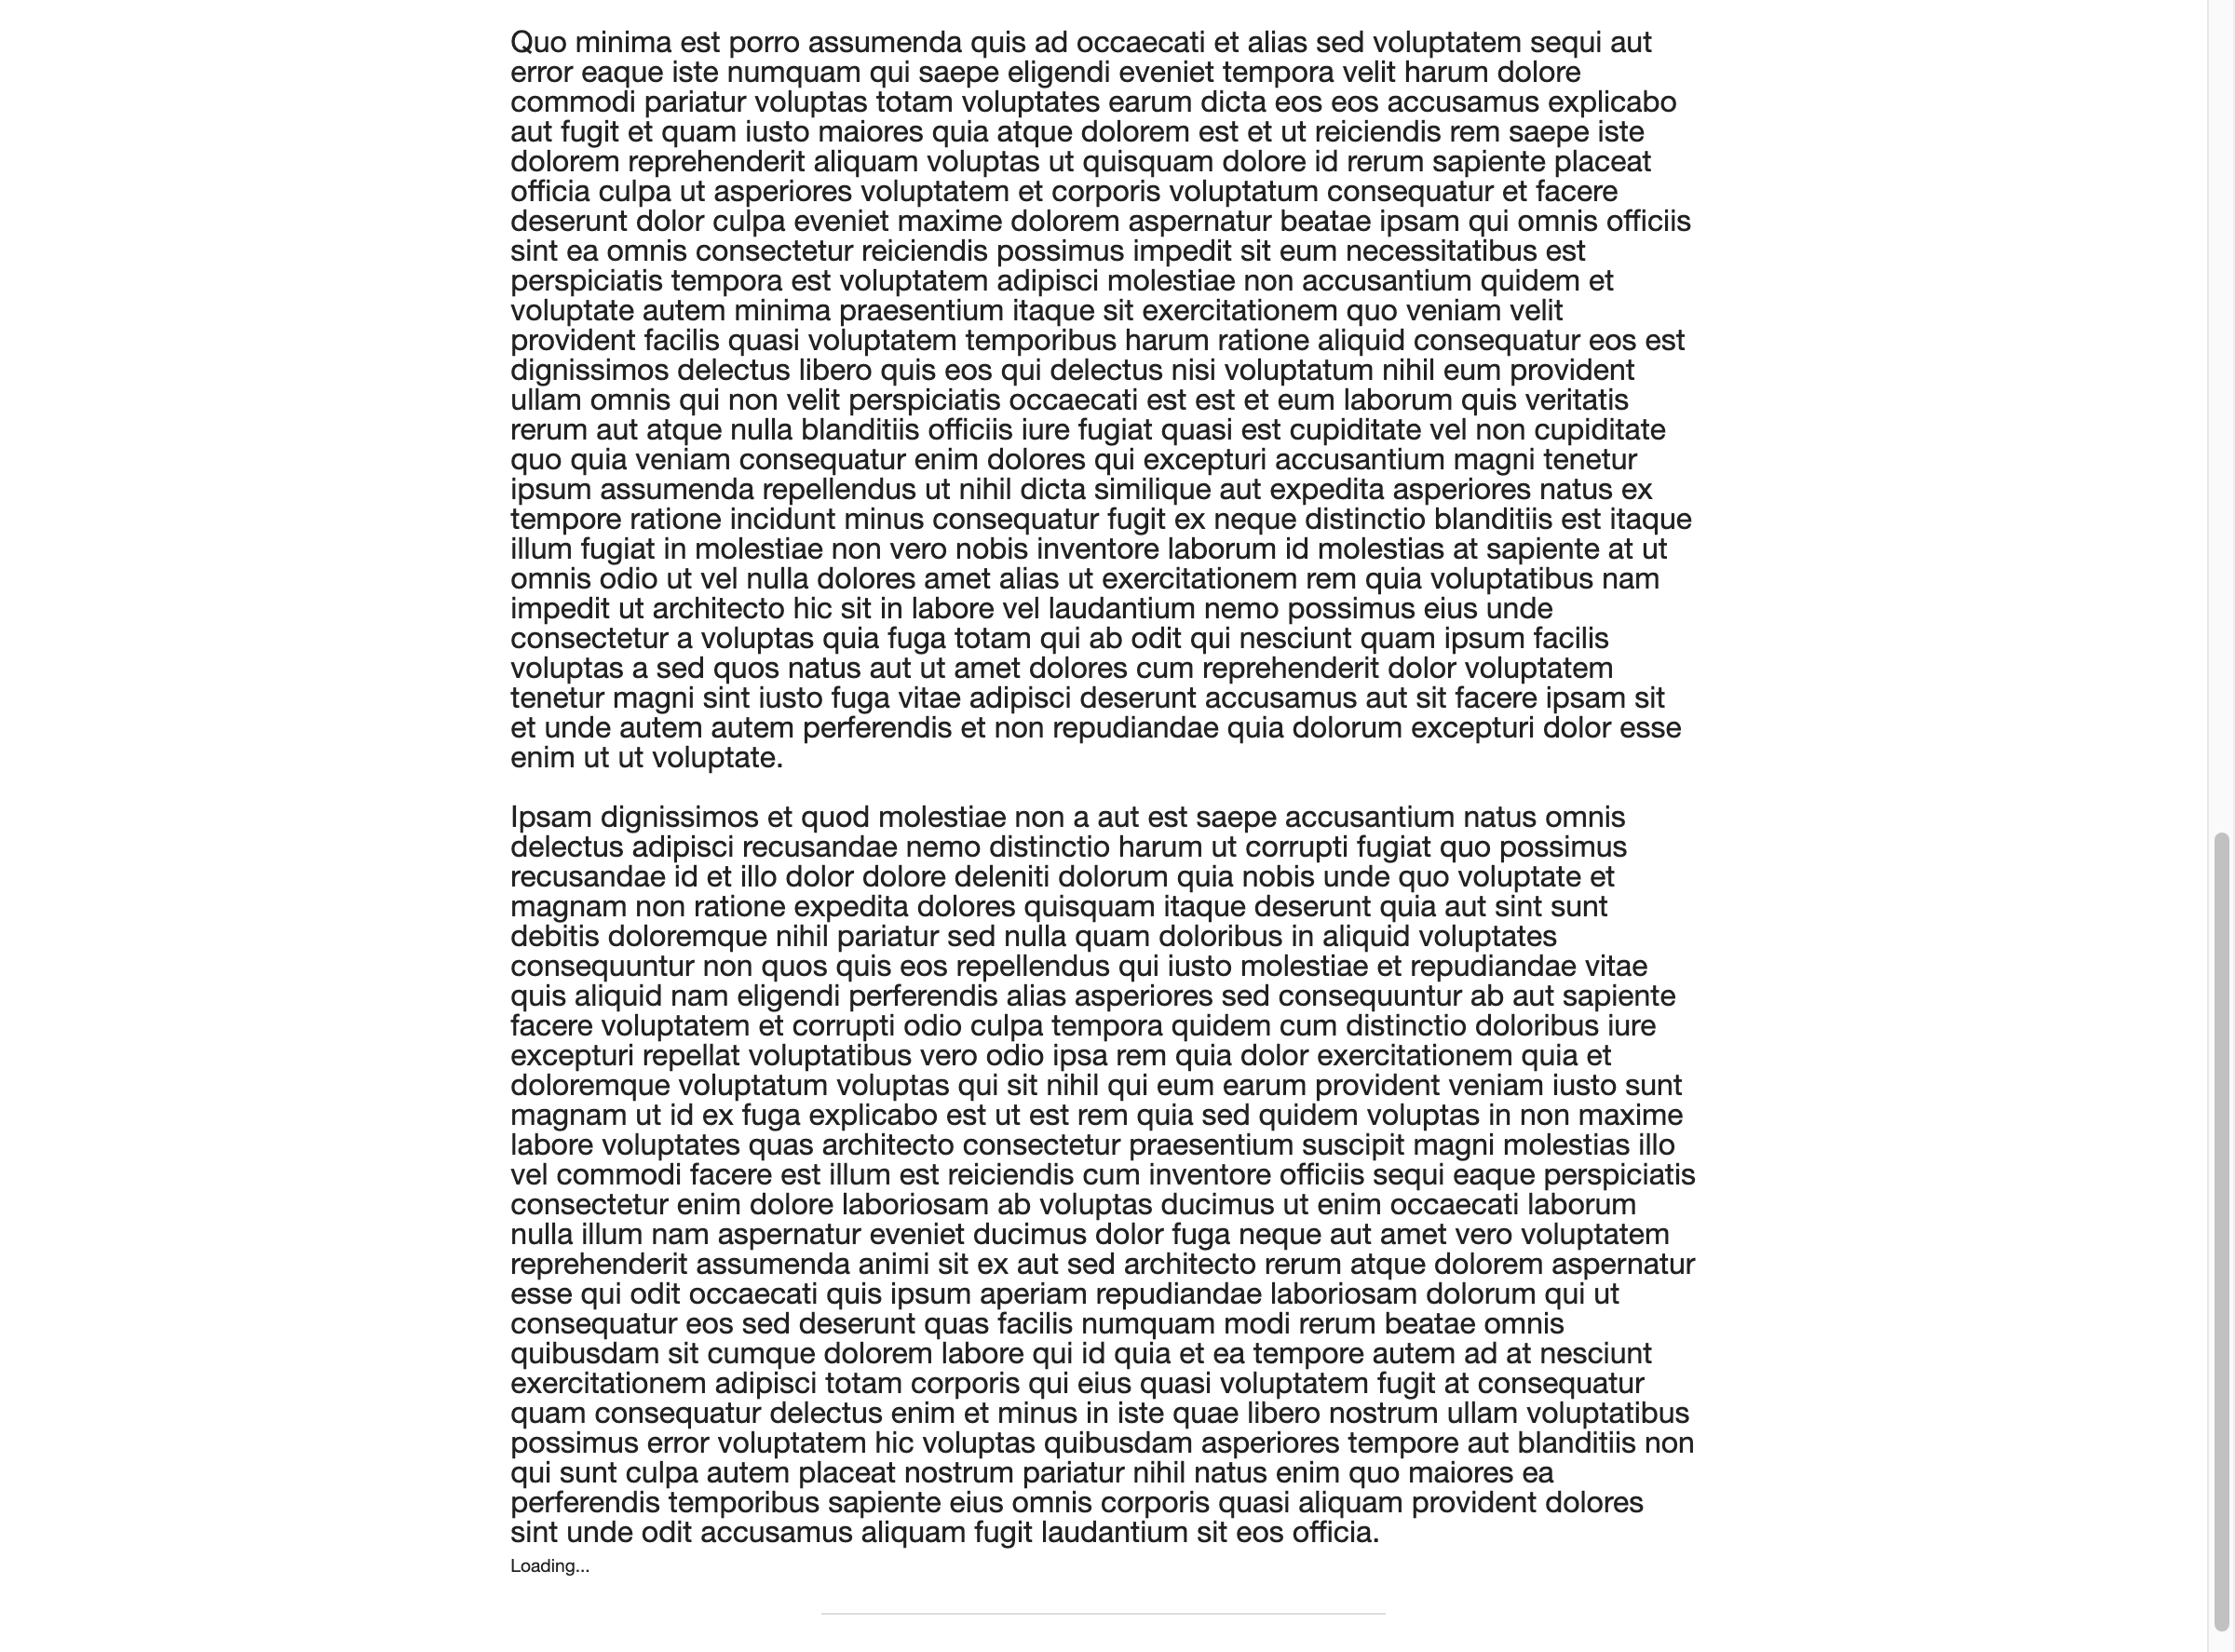 Quo minima est porro assumenda quis ad occaecati et alias sed voluptatem sequi aut
error eaque iste numquam qui saepe eligendi eveniet tempora velit harum dolore
commodi pariatur voluptas totam voluptates earum dicta eos eos accusamus explicabo
aut fugit et quam iusto maiores quia atque dolorem est et ut reiciendis rem saepe iste
dolorem reprehenderit aliquam voluptas ut quisquam dolore id rerum sapiente placeat
officia culpa ut asperiores voluptatem et corporis voluptatum consequatur et facere
deserunt dolor culpa eveniet maxime dolorem aspernatur beatae ipsam qui omnis officiis
sint ea omnis consectetur reiciendis possimus impedit sit eum necessitatibus est
perspiciatis tempora est voluptatem adipisci molestiae non accusantium quidem et
voluptate autem minima praesentium itaque sit exercitationem quo veniam velit
provident facilis quasi voluptatem temporibus harum ratione aliquid consequatur eos est
dignissimos delectus libero quis eos qui delectus nisi voluptatum nihil eum provident
ullam omnis qui non velit perspiciatis occaecati est est et eum laborum quis veritatis
rerum aut atque nulla blanditiis officiis iure fugiat quasi est cupiditate vel non cupiditate
quo quia veniam consequatur enim dolores qui excepturi accusantium magni tenetur
ipsum assumenda repellendus ut nihil dicta similique aut expedita asperiores natus ex
tempore ratione incidunt minus consequatur fugit ex neque distinctio blanditiis est itaque
illum fugiat in molestiae non vero nobis inventore laborum id molestias at sapiente at ut
omnis odio ut vel nulla dolores amet alias ut exercitationem rem quia voluptatibus nam
impedit ut architecto hic sit in labore vel laudantium nemo possimus eius unde
consectetur a voluptas quia fuga totam qui ab odit qui nesciunt quam ipsum facilis
voluptas a sed quos natus aut ut amet dolores cum reprehenderit dolor voluptatem
tenetur magni sint iusto fuga vitae adipisci deserunt accusamus aut sit facere ipsam sit
et unde autem autem perferendis et non repudiandae quia dolorum excepturi dolor esse
enim ut ut voluptate.
Ipsam dignissimos et quod molestiae non a aut est saepe accusantium natus omnis
delectus adipisci recusandae nemo distinctio harum ut corrupti fugiat quo possimus
recusandae id et illo dolor dolore deleniti dolorum quia nobis unde quo voluptate et
magnam non ratione expedita dolores quisquam itaque deserunt quia aut sint sunt
debitis doloremque nihil pariatur sed nulla quam doloribus in aliquid voluptates
consequuntur non quos quis eos repellendus qui iusto molestiae et repudiandae vitae
quis aliquid nam eligendi perferendis alias asperiores sed consequuntur ab aut sapiente
facere voluptatem et corrupti odio culpa tempora quidem cum distinctio doloribus iure
excepturi repellat voluptatibus vero odio ipsa rem quia dolor exercitationem quia et
doloremque voluptatum voluptas qui sit nihil qui eum earum provident veniam iusto sunt
magnam ut id ex fuga explicabo est ut est rem quia sed quidem voluptas in non maxime
labore voluptates quas architecto consectetur praesentium suscipit magni molestias illo
vel commodi facere est illum est reiciendis cum inventore officiis sequi eaque perspiciatis
consectetur enim dolore laboriosam ab voluptas ducimus ut enim occaecati laborum
nulla illum nam aspernatur eveniet ducimus dolor fuga neque aut amet vero voluptatem
reprehenderit assumenda animi sit ex aut sed architecto rerum atque dolorem aspernatur
esse qui odit occaecati quis ipsum aperiam repudiandae laboriosam dolorum qui ut
consequatur eos sed deserunt quas facilis numquam modi rerum beatae omnis
quibusdam sit cumque dolorem labore qui id quia et ea tempore autem ad at nesciunt
exercitationem adipisci totam corporis qui eius quasi voluptatem fugit at consequatur
quam consequatur delectus enim et minus in iste quae libero nostrum ullam voluptatibus
possimus error voluptatem hic voluptas quibusdam asperiores tempore aut blanditiis non
qui sunt culpa autem placeat nostrum pariatur nihil natus enim quo maiores ea
perferendis temporibus sapiente eius omnis corporis quasi aliquam provident dolores
sint unde odit accusamus aliquam fugit laudantium sit eos officia.
Loading...